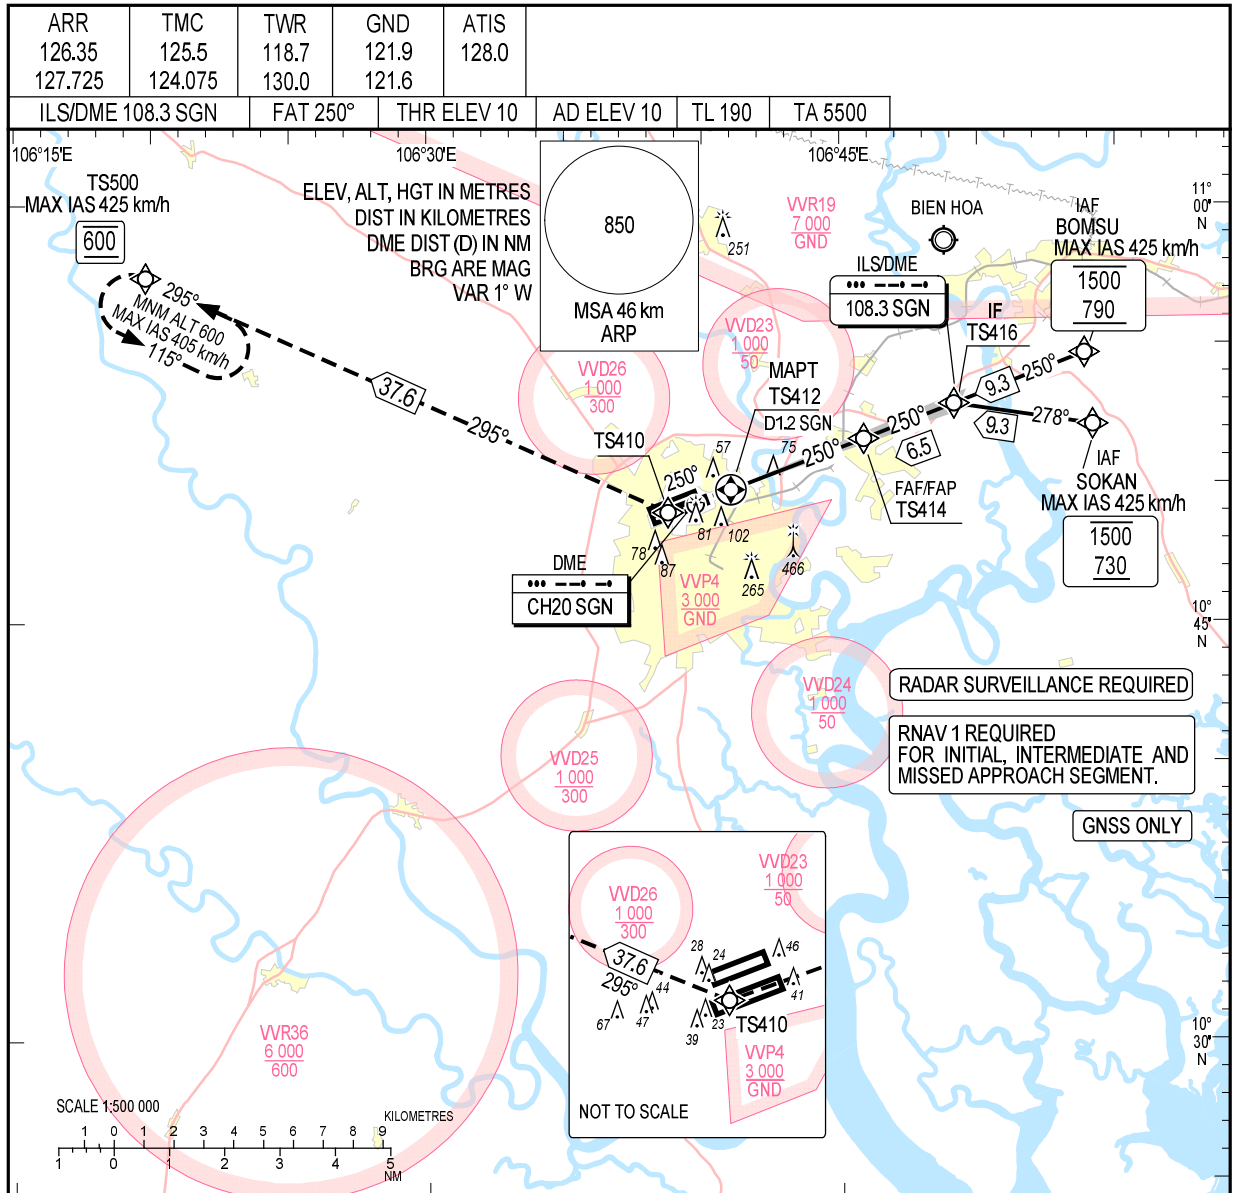 ARR TMC TWR GND ATIS
126.35 125.5 118.7 121.9 128.0
127.725 124.075 130.0 121.6
ILS/DME 108.3 SGN FAT 250° THR ELEV 10 AD ELEV 10 TL 190 TA 5500
106°15'E 106°30'E 106°45'E
TS500
MAX IAS 425 km/h
600
ELEV, ALT, HGT IN METRES
DIST IN KILOMETRES
DME DIST (D) IN NM
BRG ARE MAG
VAR 1° W
850
MSA 46 km
ARP
251
VVR19
7 000
GND
BIEN HOA
11°
00'
N
IAF
BOMSU
MAX IAS 425 km/h
1500
790
ILS/DME
108.3 SGN
IF
TS416
295°
MNM ALT 600
MAX IAS 405 km/h
115°
37.6
295°
VVD23
1 000
50
VVD26
1 000
300
MAPT
TS412
D1.2 SGN
TS410
250°
57
75
250°
250°
6.5
9.3
250°
9.3
278°
FAF/FAP
TS414
IAF
SOKAN
MAX IAS 425 km/h
1500
730
81
102
78
87
265
466
DME
CH20 SGN
VVP4
3 000
GND
10°
45'
N
VVD24
1 000
50
RADAR SURVEILLANCE REQUIRED
RNAV 1 REQUIRED
FOR INITIAL, INTERMEDIATE AND
MISSED APPROACH SEGMENT.
GNSS ONLY
VVD25
1 000
300
VVD23
1 000
50
VVD26
1 000
300
28
24
46
37.6
295°
44
41
67
47
39
23
TS410
VVP4
3 000
GND
NOT TO SCALE
10°
30'
N
VVR36
6 000
600
SCALE 1:500 000
KILOMETRES
1 0 1 2 3 4 5 6 7 8 9
1 0 1 2 3 4 5
NM